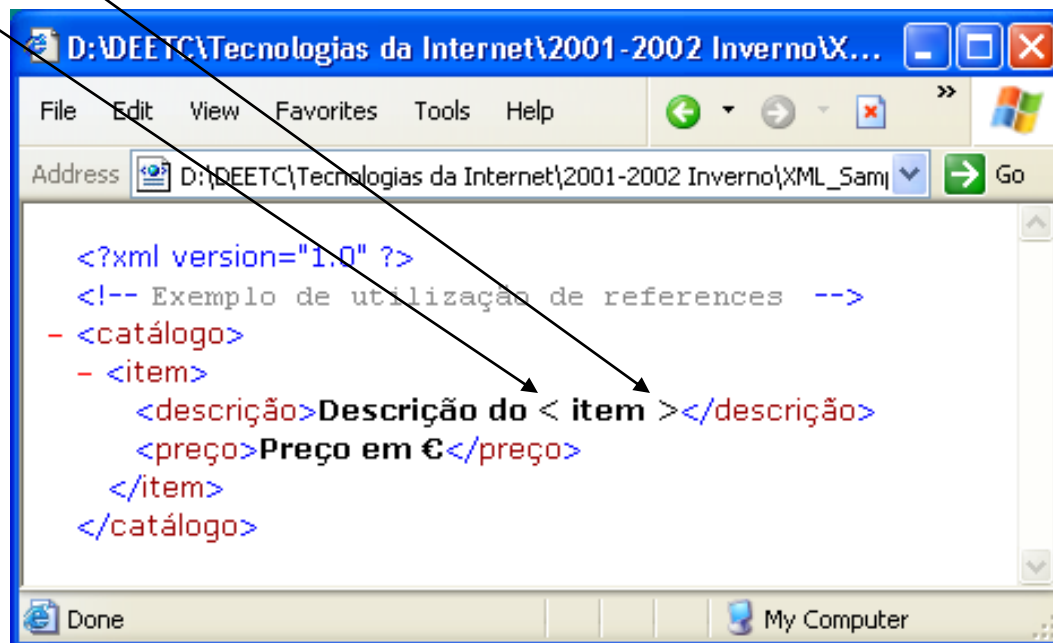 D:\DEETC\Tecnologias da Internet\2001-2002 Inverno\X...
File Edit View Favorites Tools Help »
Address D:\DEETC\Tecnologias da Internet\2001-2002 Inverno\XML_Samp Go
<?xml version="1.0" ?>
<!-- Exemplo de utilização de references -->
- <catálogo>
- <item>
<descrição>Descrição do < item ></descrição>
<preço>Preço em €</preço>
</item>
</catálogo>
Done My Computer